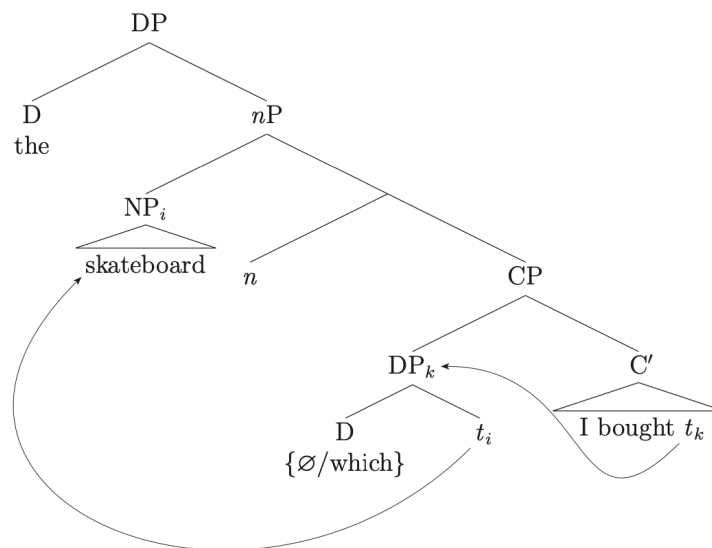 DP
D nP
the
NPi
skateboard n CP
DPk C′
D ti I bought tk
{∅/which}